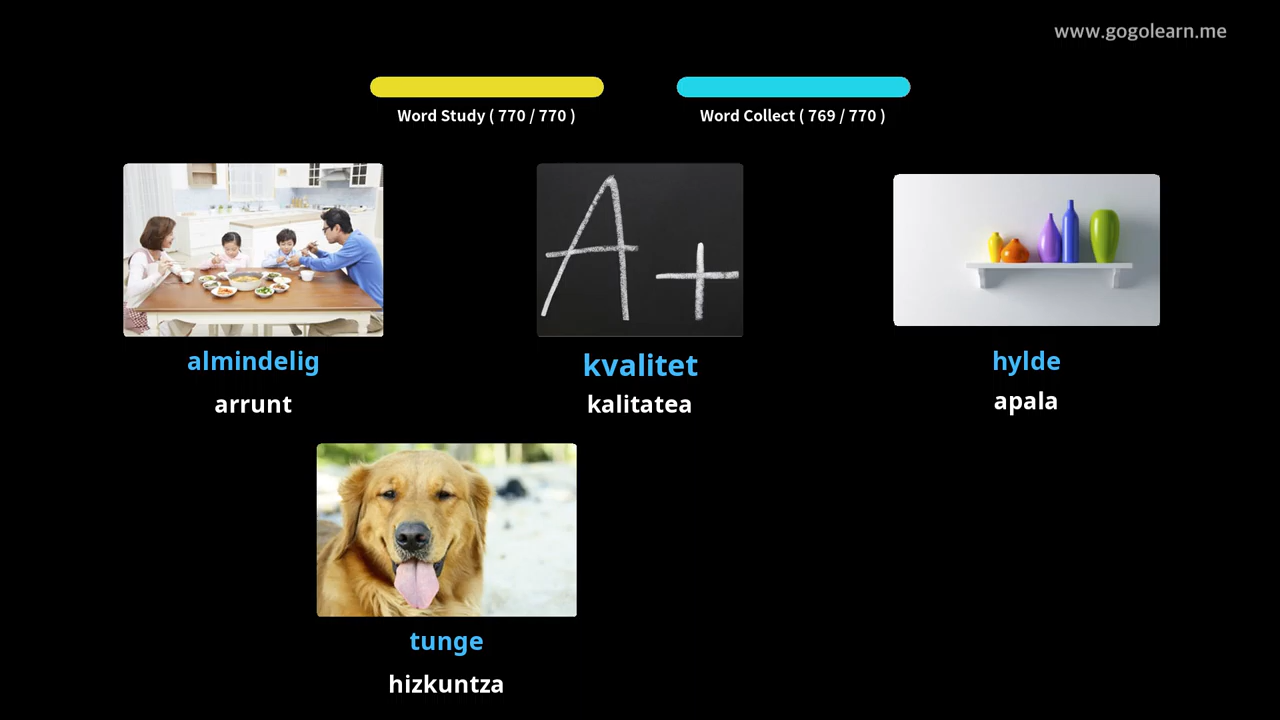 www.gogolearn.me
Word Study ( 770 / 770 )
Word Collect ( 769 / 770 )
A+
almindelig
arrunt
kvalitet
kalitatea
hylde
apala
tunge
hizkuntza